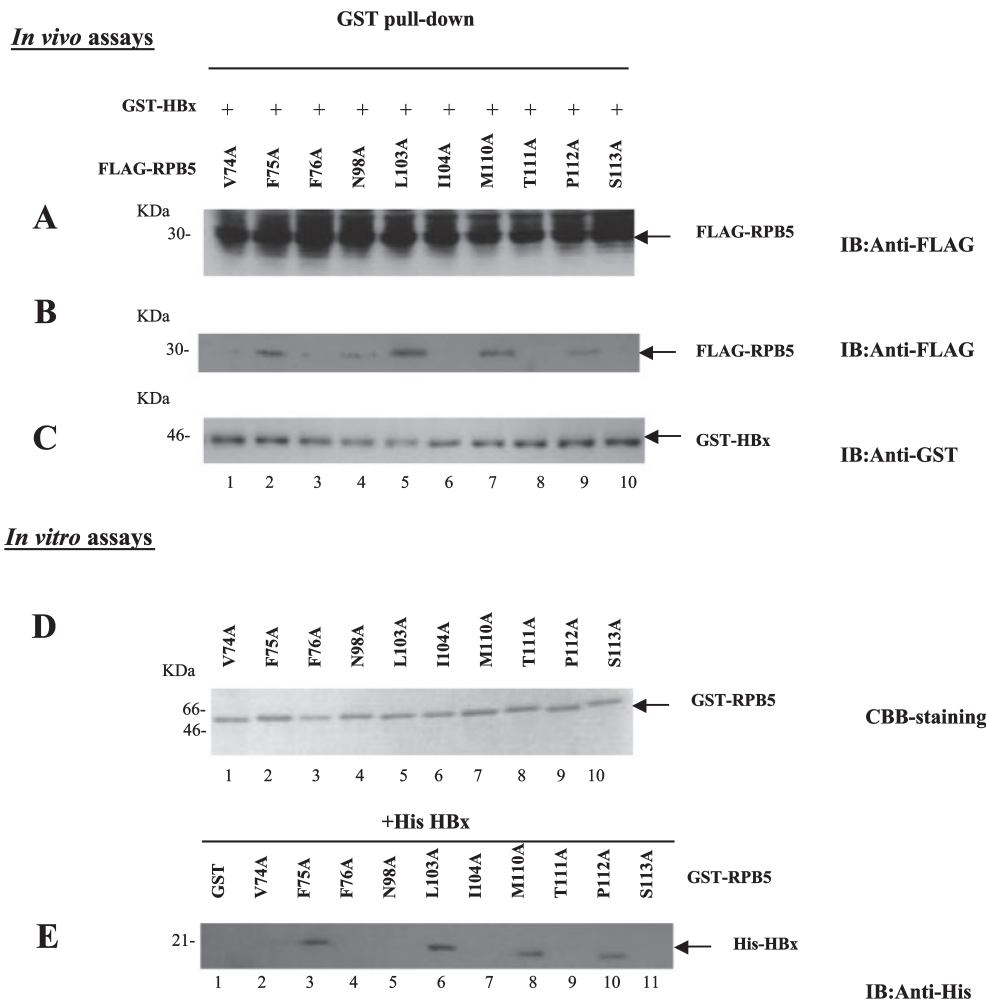 GST pull-down
In vivo assays
GST-HBx + + + + + + + + + +
FLAG-RPB5 V74A F75A F76A N98A L103A I104A M110A T111A P112A S113A
A
KDa
30-
FLAG-RPB5
IB:Anti-FLAG
B
KDa
30-
FLAG-RPB5
IB:Anti-FLAG
KDa
C
46-
GST-HBx
IB:Anti-GST
1 2 3 4 5 6 7 8 9 10
In vitro assays
D
V74A F75A F76A N98A L103A I104A M110A T111A P112A S113A
KDa
66-
46-
GST-RPB5
CBB-staining
1 2 3 4 5 6 7 8 9 10
+His HBx
GST V74A F75A F76A N98A L103A I104A M110A T111A P112A S113A
GST-RPB5
E
21-
His-HBx
1 2 3 4 5 6 7 8 9 10 11
IB:Anti-His